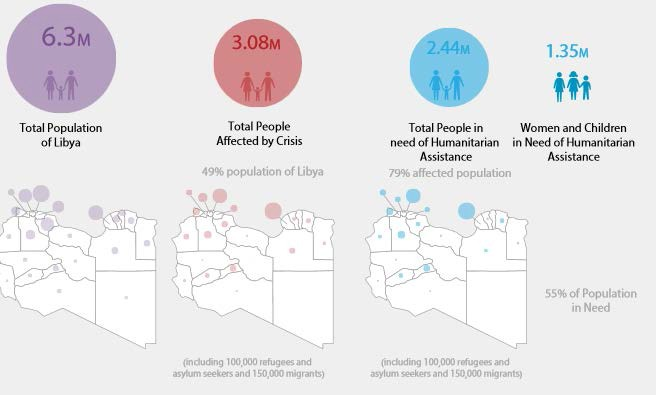 6.3M
Total Population
of Libya
3.08M
Total People
Affected by Crisis
49% population of Libya
(including 100,000 refugees and
asylum seekers and 150,000 migrants)
2.44M
Total People in
need of Humanitarian
Assistance
79% affected population
(including 100,000 refugees and
asylum seekers and 150,000 migrants)
1.35M
Women and Children
in Need of Humanitarian
Assistance
55% of Population
in Need